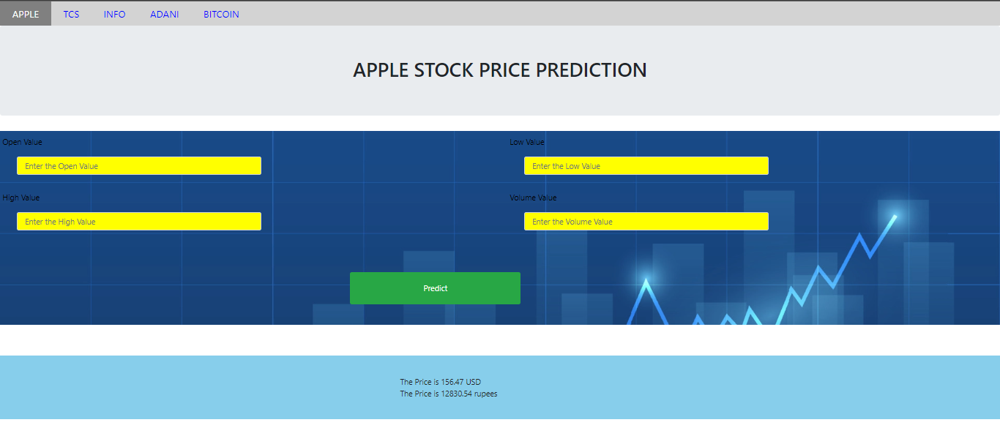 APPLE TCS INFO ADANI BITCOIN
APPLE STOCK PRICE PREDICTION
Open Value
Enter the Open Value
Low Value
Enter the Low Value
High Value
Enter the High Value
Volume Value
Enter the Volume Value
Predict
The Price is 156.47 USD
The Price is 12830.54 rupees